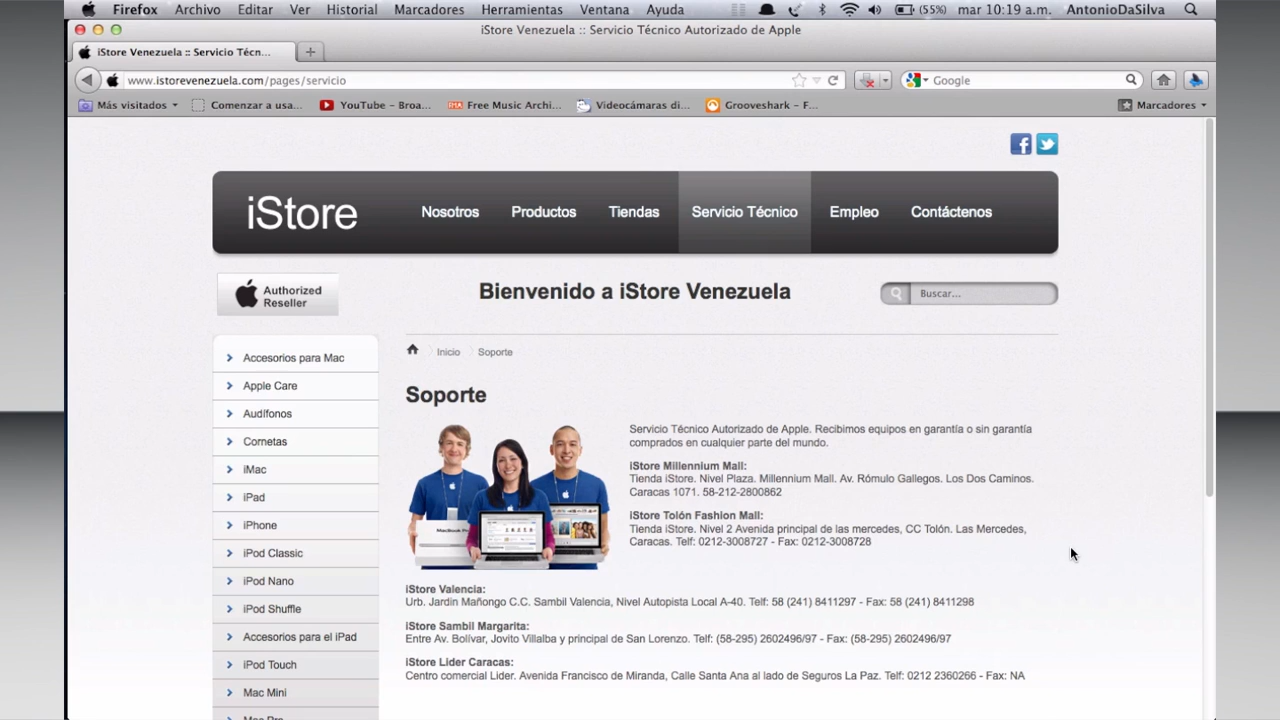 Firefox Archivo Editar Ver Historial Marcadores Herramientas Ventana Ayuda (55%) mar 10:19 a.m. AntonioDaSilva
iStore Venezuela :: Servicio Técnico Autorizado de Apple
iStore Venezuela :: Servicio Técn...
www.istorevenezuela.com/pages/servicio
Google
Más visitados Comenzar a usa... YouTube – Broa... Free Music Archi... Videocámaras di... Grooveshark – F... Marcadores
iStore Nosotros Productos Tiendas Servicio Técnico Empleo Contáctenos
Authorized
Reseller
Bienvenido a iStore Venezuela
Buscar...
Accesorios para Mac
Apple Care
Audífonos
Cornetas
iMac
iPad
iPhone
iPod Classic
iPod Nano
iPod Shuffle
Accesorios para el iPad
iPod Touch
Mac Mini
Mac Pro
Inicio Soporte
Soporte
Servicio Técnico Autorizado de Apple. Recibimos equipos en garantía o sin garantía
comprados en cualquier parte del mundo.
iStore Millennium Mall:
Tienda iStore. Nivel Plaza. Millennium Mall. Av. Rómulo Gallegos. Los Dos Caminos.
Caracas 1071. 58-212-2800862
iStore Tolón Fashion Mall:
Tienda iStore. Nivel 2 Avenida principal de las mercedes, CC Tolón. Las Mercedes,
Caracas. Telf: 0212-3008727 - Fax: 0212-3008728
iStore Valencia:
Urb. Jardin Mañongo C.C. Sambil Valencia, Nivel Autopista Local A-40. Telf: 58 (241) 8411297 - Fax: 58 (241) 8411298
iStore Sambil Margarita:
Entre Av. Bolívar, Jovito Villalba y principal de San Lorenzo. Telf: (58-295) 2602496/97 - Fax: (58-295) 2602496/97
iStore Lider Caracas:
Centro comercial Lider. Avenida Francisco de Miranda, Calle Santa Ana al lado de Seguros La Paz. Telf: 0212 2360266 - Fax: NA